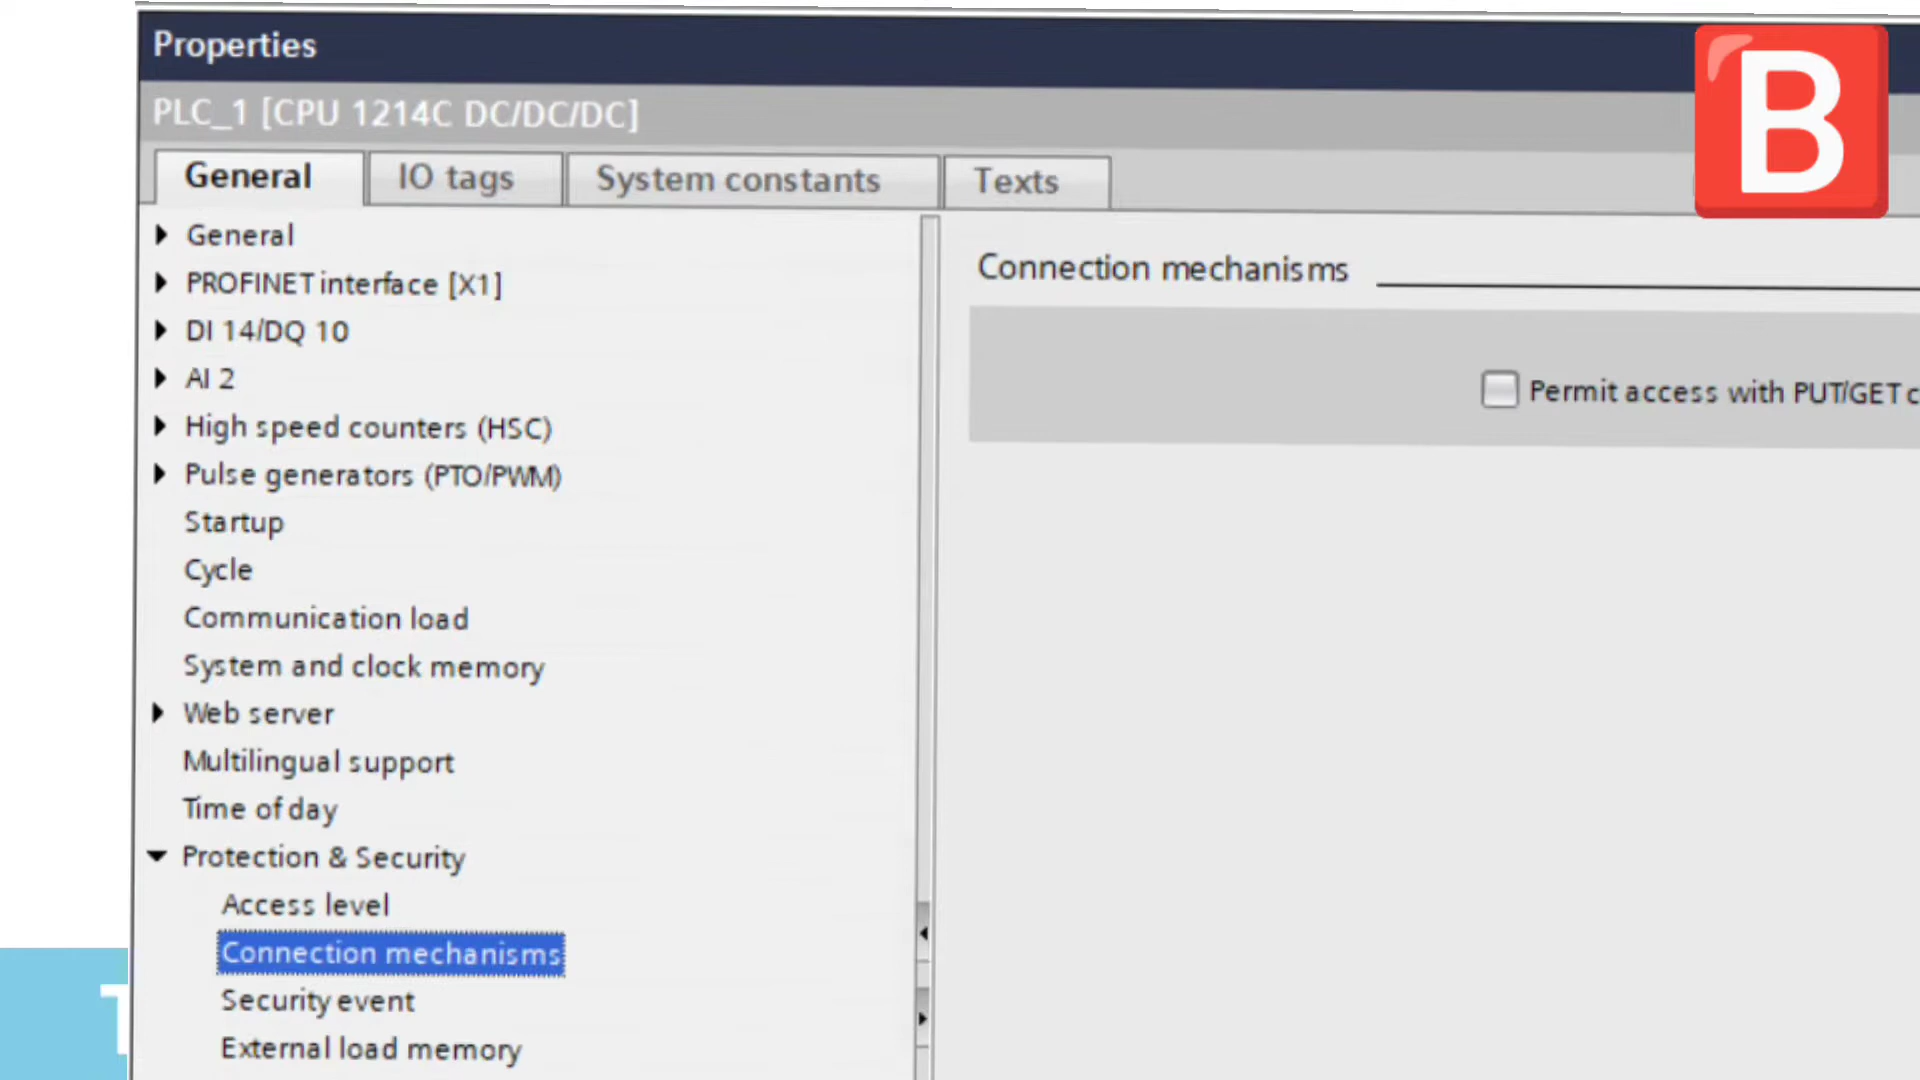 Properties
B
PLC_1 [CPU 1214C DC/DC/DC]
General IO tags System constants Texts
General
PROFINET interface [X1]
DI 14/DQ 10
AI 2
High speed counters (HSC)
Pulse generators (PTO/PWM)
Startup
Cycle
Communication load
System and clock memory
Web server
Multilingual support
Time of day
Protection & Security
Access level
Connection mechanisms
Security event
External load memory
Connection mechanisms
Permit access with PUT/GET c
T